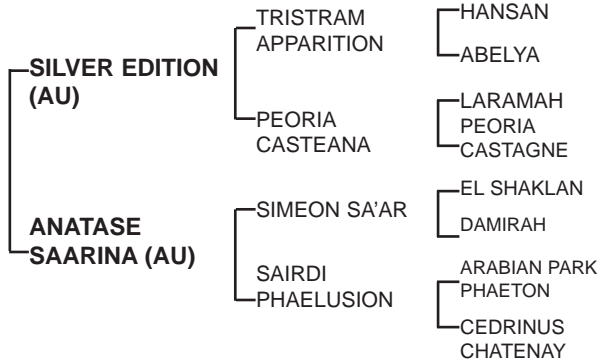 SILVER EDITION
(AU)
TRISTRAM
APPARITION
HANSAN
ABELYA
PEORIA
CASTEANA
LARAMAH
PEORIA
CASTAGNE
ANATASE
SAARINA (AU)
SIMEON SA'AR
EL SHAKLAN
DAMIRAH
SAIRDI
PHAELUSION
ARABIAN PARK
PHAETON
CEDRINUS
CHATENAY